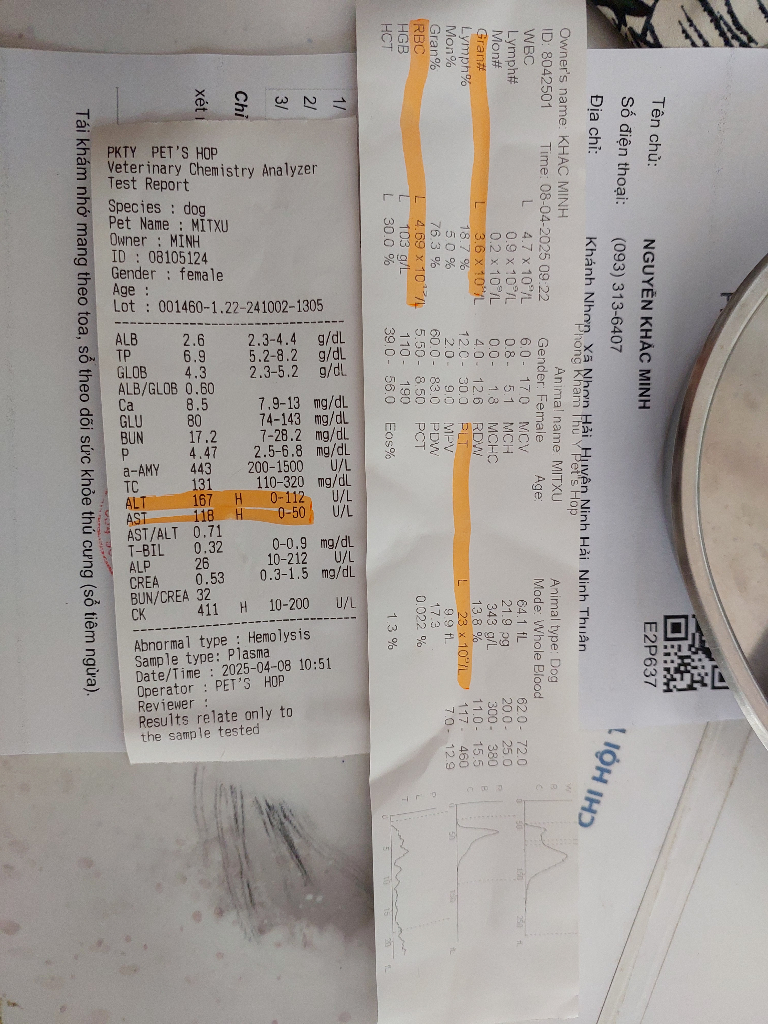 PKTY PET'S HOP
Veterinary Chemistry Analyzer
Test Report
Species : dog
Pet Name : MITXU
Owner : MINH
ID : 08105124
Gender : female
Age :
Lot : 001460-1.22-241002-1305
ALB 2.6 2.3-4.4 g/dL
TP 6.9 5.2-8.2 g/dL
GLOB 4.3 2.3-5.2 g/dL
ALB/GLOB 0.60
Ca 8.5 7.9-13 mg/dL
GLU 80 74-143 mg/dL
BUN 17.2 7-28.2 mg/dL
P 4.47 2.5-6.8 mg/dL
a-AMY 443 200-1500 U/L
TC 131 110-320 mg/dL
ALT 167 H 0-112 U/L
AST 118 H 0-50 U/L
AST/ALT 0.71
T-BIL 0.32 0-0.9 mg/dL
ALP 26 10-212 U/L
CREA 0.53 0.3-1.5 mg/dL
BUN/CREA 32
CK 411 H 10-200 U/L
Abnormal type : Hemolysis
Sample type: Plasma
Date/Time : 2025-04-08 10:51
Operator : PET'S HOP
Reviewer :
Results relate only to
the sample tested
Phòng Khám Thú Y Pet's Hop
Owner's name: KHAC MINH Animal name: MITXU Animal type: Dog
ID: 8042501 Time: 08-04-2025 09:22 Gender: Female Age: Mode: Whole Blood
WBC L 4.7 x 10⁹/L 6.0 - 17.0 MCV 64.1 fL 62.0 - 72.0
Lymph# 0.9 x 10⁹/L 0.8 - 5.1 MCH 21.9 pg 20.0 - 25.0
Mon# 0.2 x 10⁹/L 0.0 - 1.8 MCHC 343 g/L 300 - 380
Gran# L 3.6 x 10⁹/L 4.0 - 12.6 RDW 13.8 % 11.0 - 15.5
Lymph% 18.7 % 12.0 - 30.0 PLT L 23 x 10⁹/L 117 - 460
Mon% 5.0 % 2.0 - 9.0 MPV 9.9 fL 7.0 - 12.9
Gran% 76.3 % 60.0 - 83.0 PDW 17.3
RBC L 4.69 x 10¹²/L 5.50 - 8.50 PCT 0.022 %
HGB L 103 g/L 110 - 190
HCT L 30.0 % 39.0 - 56.0 Eos% 1.3 %
Tên chủ: NGUYỄN KHẮC MINH
Số điện thoại: (093) 313-6407
Địa chỉ: Khánh Nhơn, Xã Nhơn Hải, Huyện Ninh Hải, Ninh Thuận
E2P637
CHI HỘI
1/
2/
3/
Chỉ
xét
Tái khám nhớ mang theo toa, sổ theo dõi sức khỏe thú cưng (sổ tiêm ngừa).